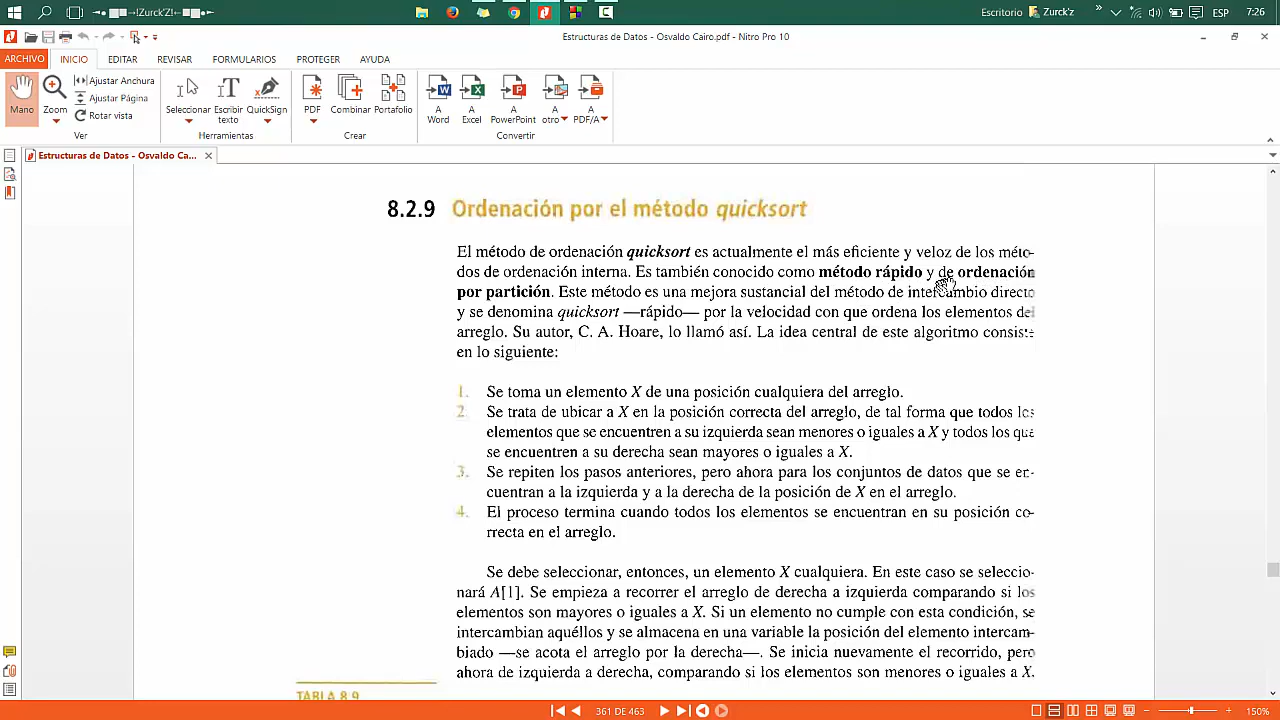 -•■■→!Zurck'Z!←■■•-
Escritorio
Zurck'z
ESP
7:26
Estructuras de Datos - Osvaldo Cairo.pdf - Nitro Pro 10
ARCHIVO INICIO EDITAR REVISAR FORMULARIOS PROTEGER AYUDA
Mano
Zoom
Ajustar Anchura
Ajustar Página
Rotar vista
Ver
Seleccionar
Escribir texto
QuickSign
Herramientas
PDF
Combinar
Portafolio
Crear
A Word
A Excel
A PowerPoint
A otro
A PDF/A
Convertir
Estructuras de Datos - Osvaldo Cai...
8.2.9 Ordenación por el método quicksort
El método de ordenación quicksort es actualmente el más eficiente y veloz de los méto-
dos de ordenación interna. Es también conocido como método rápido y de ordenación
por partición. Este método es una mejora sustancial del método de intercambio directo
y se denomina quicksort —rápido— por la velocidad con que ordena los elementos del
arreglo. Su autor, C. A. Hoare, lo llamó así. La idea central de este algoritmo consiste
en lo siguiente:
1. Se toma un elemento X de una posición cualquiera del arreglo.
2. Se trata de ubicar a X en la posición correcta del arreglo, de tal forma que todos los
elementos que se encuentren a su izquierda sean menores o iguales a X y todos los que
se encuentren a su derecha sean mayores o iguales a X.
3. Se repiten los pasos anteriores, pero ahora para los conjuntos de datos que se en-
cuentran a la izquierda y a la derecha de la posición de X en el arreglo.
4. El proceso termina cuando todos los elementos se encuentran en su posición co-
rrecta en el arreglo.
Se debe seleccionar, entonces, un elemento X cualquiera. En este caso se seleccio-
nará A[1]. Se empieza a recorrer el arreglo de derecha a izquierda comparando si los
elementos son mayores o iguales a X. Si un elemento no cumple con esta condición, se
intercambian aquéllos y se almacena en una variable la posición del elemento intercam-
biado —se acota el arreglo por la derecha—. Se inicia nuevamente el recorrido, pero
ahora de izquierda a derecha, comparando si los elementos son menores o iguales a X.
TABLA 8.9
361 DE 463
150%